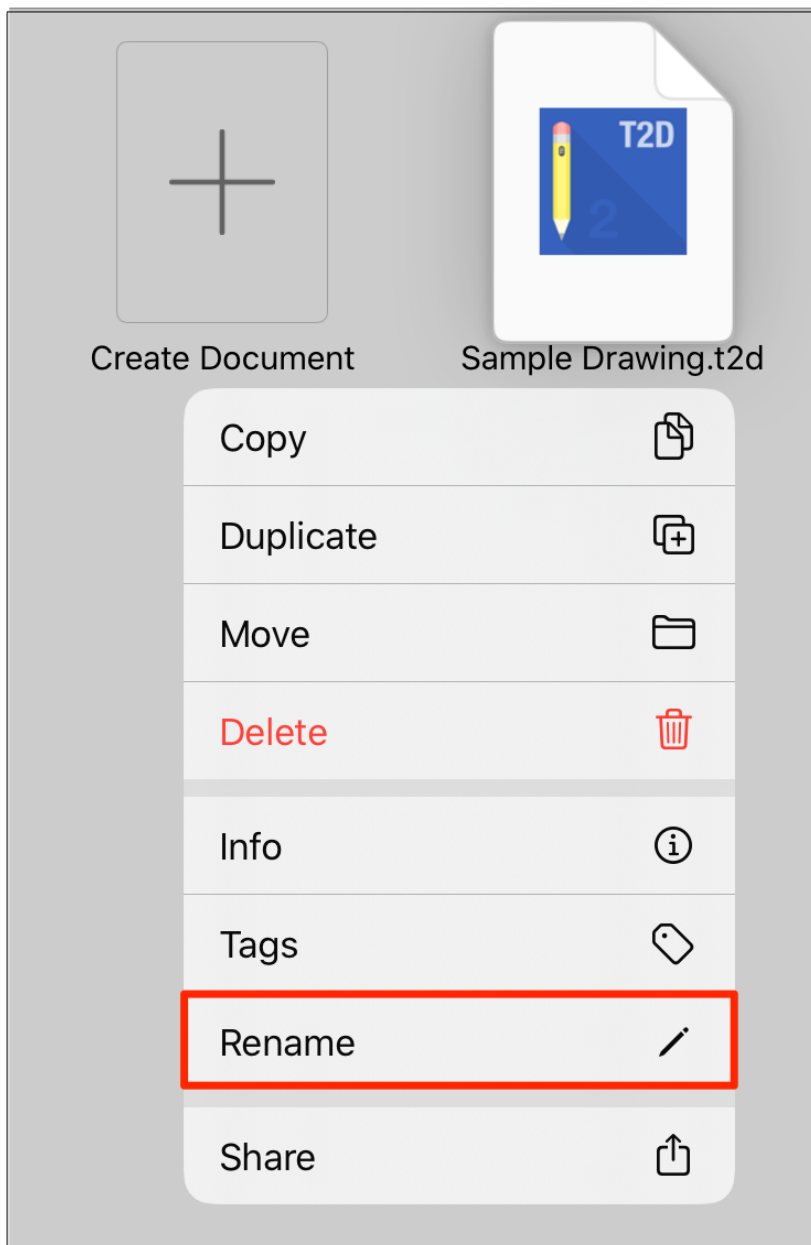 T2D
2
Create Document
Sample Drawing.t2d
Copy
Duplicate
Move
Delete
Info
Tags
Rename
Share